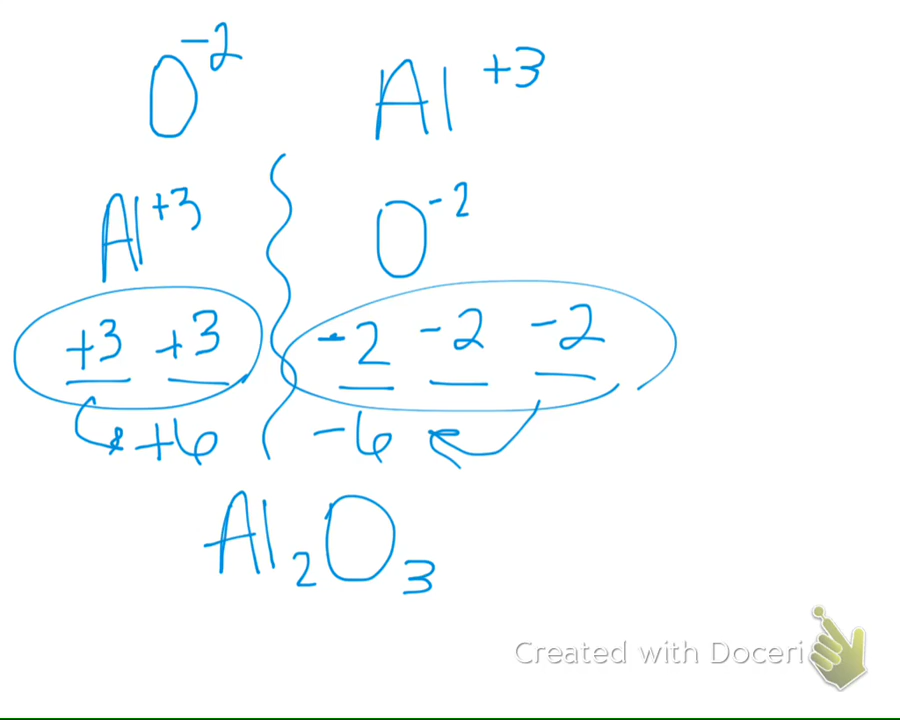 O⁻² Al⁺³
Al⁺³ O⁻²
+3 +3 -2 -2 -2
+6 -6
Al₂O₃
Created with Doceri